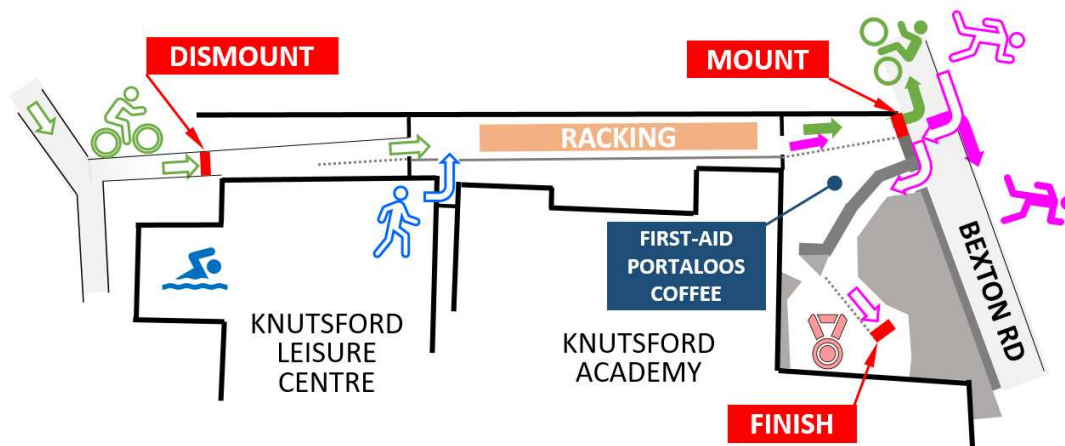 DISMOUNT
MOUNT
RACKING
FIRST-AID
PORTALOOS
COFFEE
BEXTON RD
KNUTSFORD
LEISURE
CENTRE
KNUTSFORD
ACADEMY
FINISH